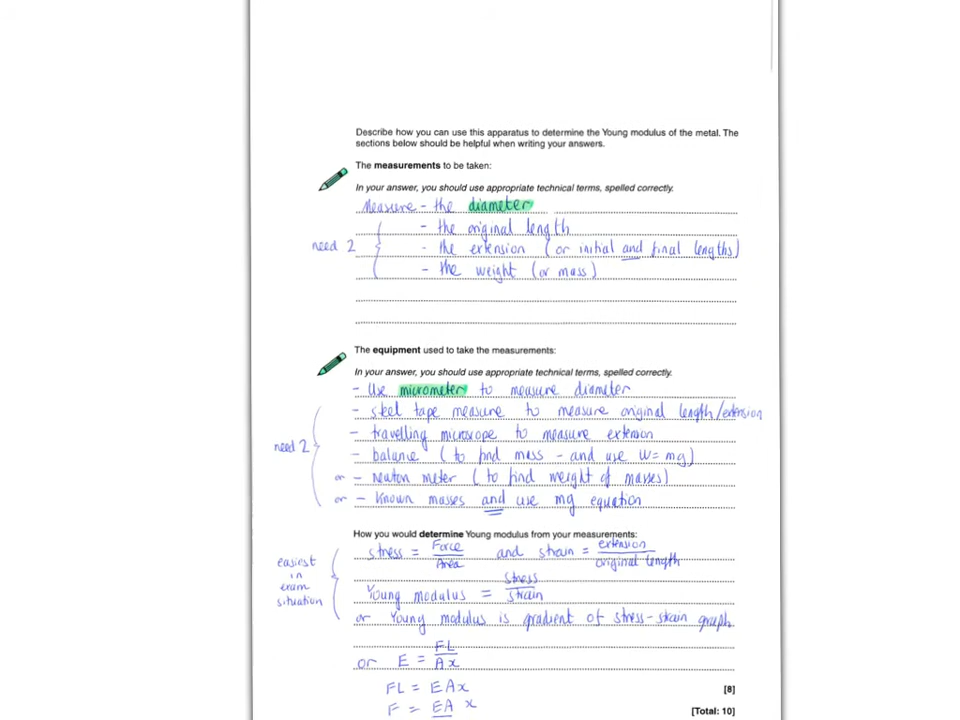 Describe how you can use this apparatus to determine the Young modulus of the metal. The
sections below should be helpful when writing your answers.
The measurements to be taken:
In your answer, you should use appropriate technical terms, spelled correctly.
Measure - the diameter
- the original length
need 2 - the extension (or initial and final lengths)
- the weight (or mass)
The equipment used to take the measurements:
In your answer, you should use appropriate technical terms, spelled correctly.
- Use micrometer to measure diameter
- steel tape measure to measure original length/extension
- travelling microscope to measure extension
need 2 - balance (to find mass - and use W = mg)
or - Newton meter (to find weight of masses)
or - Known masses and use mg equation
How you would determine Young modulus from your measurements:
stress = Force / Area and strain = extension / original length
easiest
in
exam
situation
Young modulus = stress / strain
or Young modulus is gradient of stress-strain graph
or E = FL / Ax
FL = EAx
[8]
F = EA x
[Total: 10]